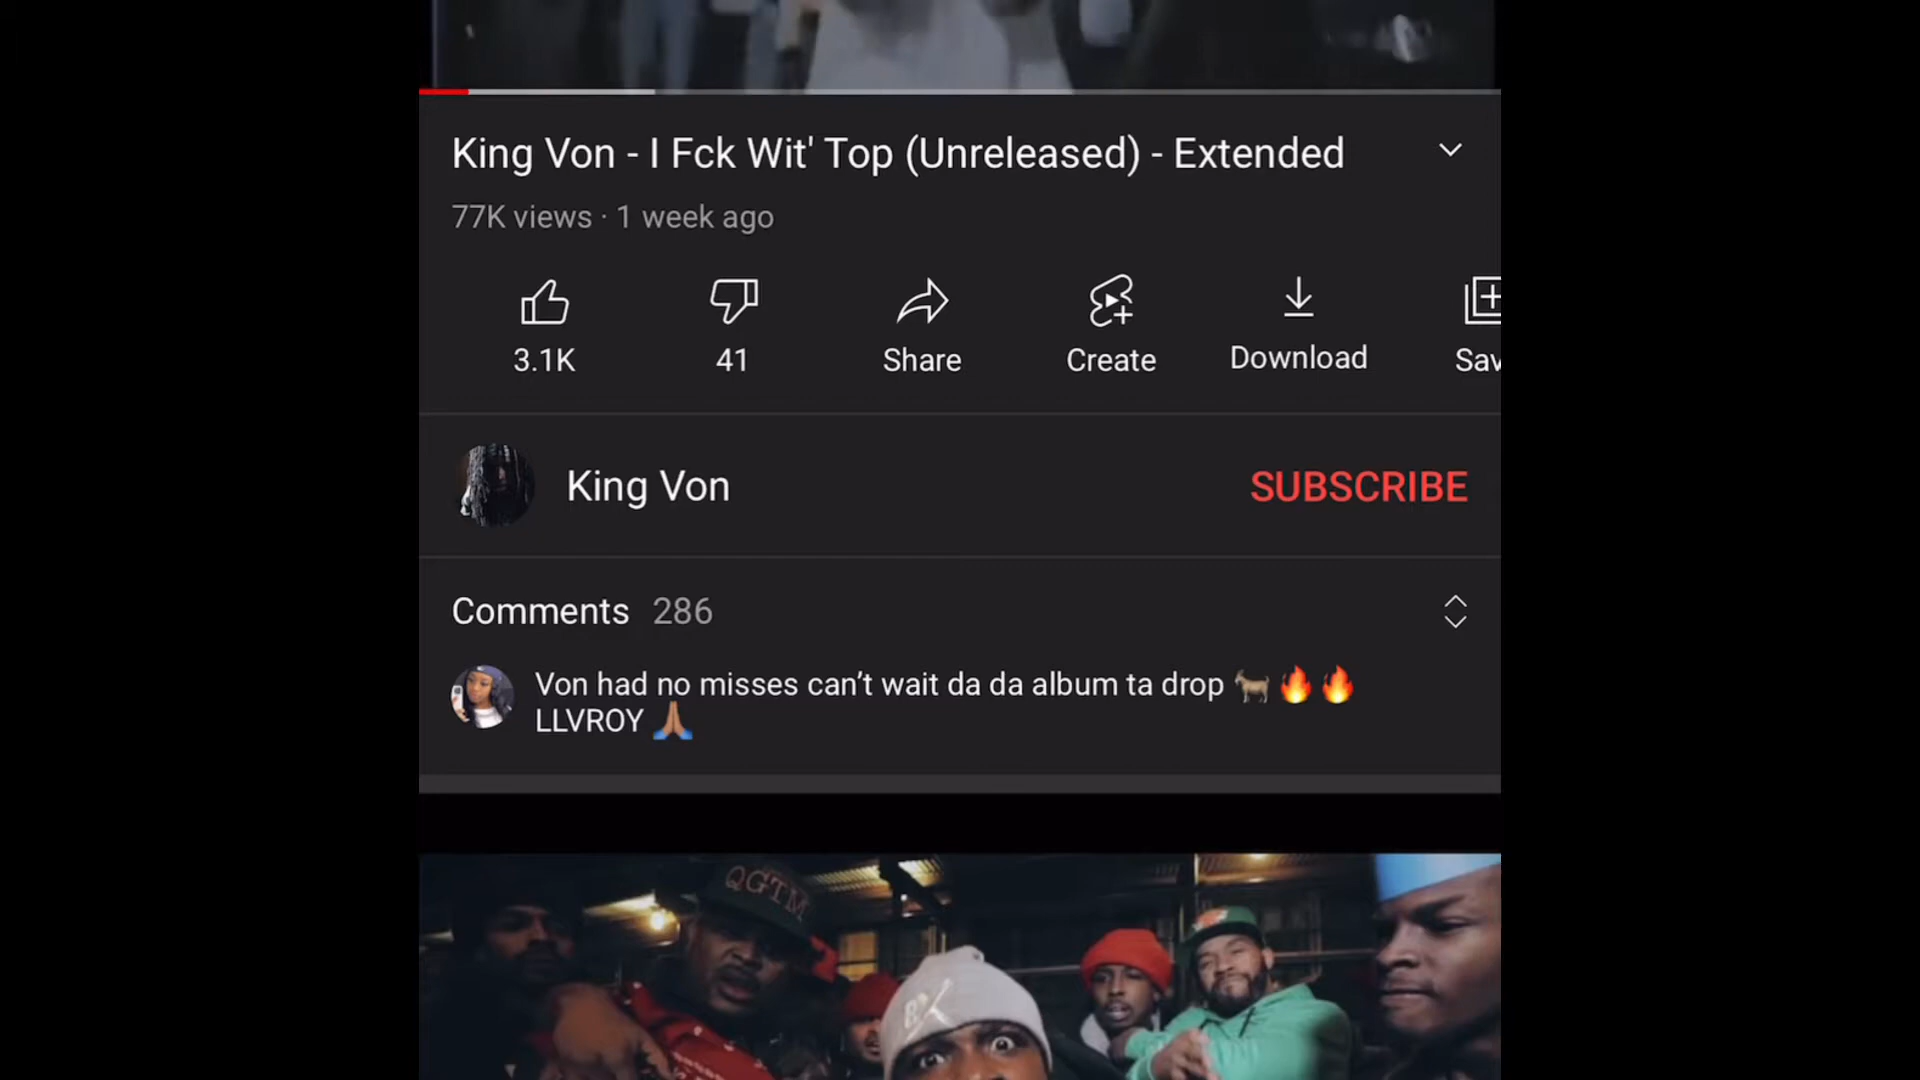 King Von - I Fck Wit' Top (Unreleased) - Extended
77K views · 1 week ago
3.1K
41
Share
Create
Download
Sav
King Von
SUBSCRIBE
Comments 286
Von had no misses can't wait da da album ta drop 🐐🔥🔥
LLVROY 🙏🏽
QGTM